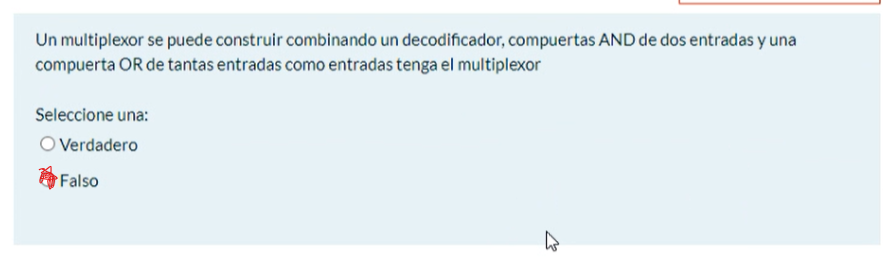 Un multiplexor se puede construir combinando un decodificador, compuertas AND de dos entradas y una
compuerta OR de tantas entradas como entradas tenga el multiplexor
Seleccione una:
Verdadero
Falso